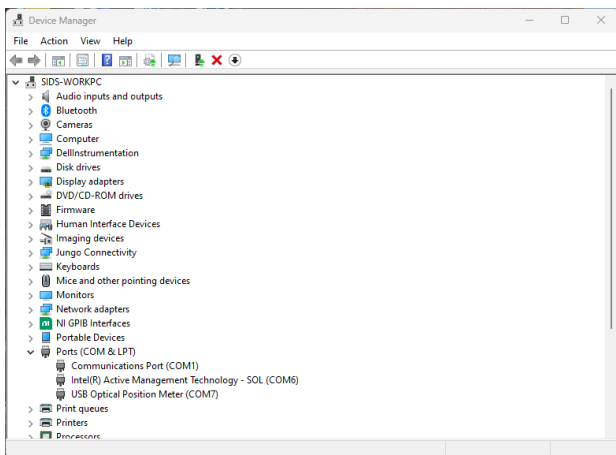 Device Manager
File Action View Help
SIDS-WORKPC
Audio inputs and outputs
Bluetooth
Cameras
Computer
DellInstrumentation
Disk drives
Display adapters
DVD/CD-ROM drives
Firmware
Human Interface Devices
Imaging devices
Jungo Connectivity
Keyboards
Mice and other pointing devices
Monitors
Network adapters
NI GPIB Interfaces
Portable Devices
Ports (COM & LPT)
Communications Port (COM1)
Intel(R) Active Management Technology - SOL (COM6)
USB Optical Position Meter (COM7)
Print queues
Printers
Processors